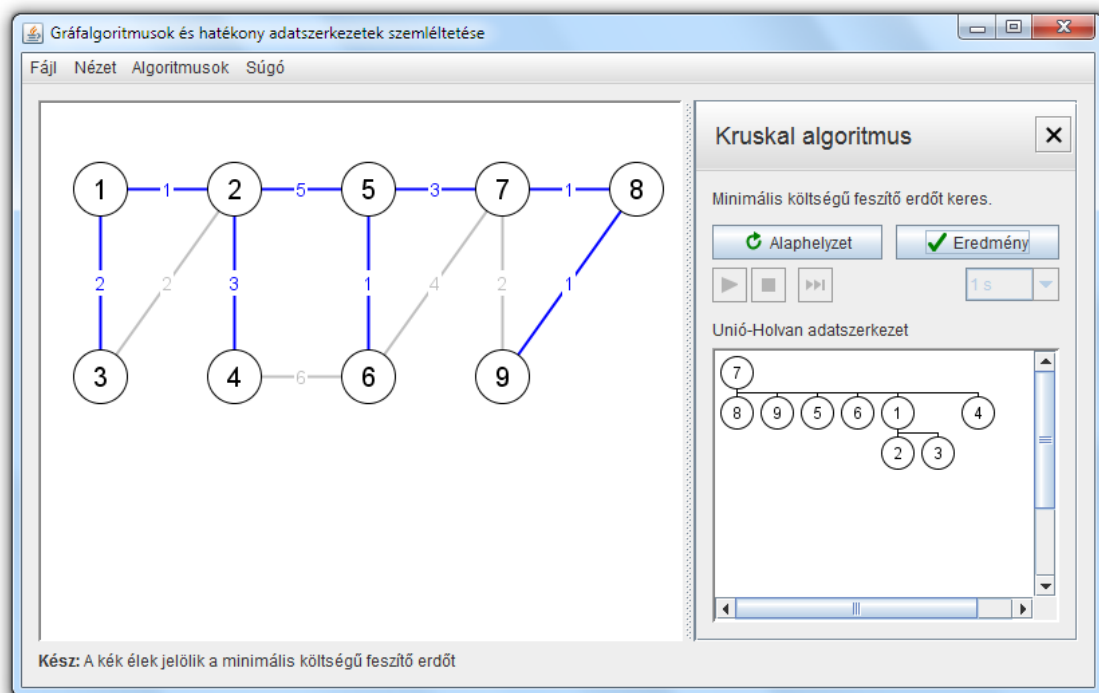 Gráfalgoritmusok és hatékony adatszerkezetek szemléltetése
Fájl Nézet Algoritmusok Súgó
1 1 2 5 5 3 7 1 8
2 2 3 1 4 2 1
3 4 6 6 9
Kruskal algoritmus
Minimális költségű feszítő erdőt keres.
Alaphelyzet Eredmény
1 s
Unió-Holvan adatszerkezet
7
8 9 5 6 1 4
2 3
Kész: A kék élek jelölik a minimális költségű feszítő erdőt